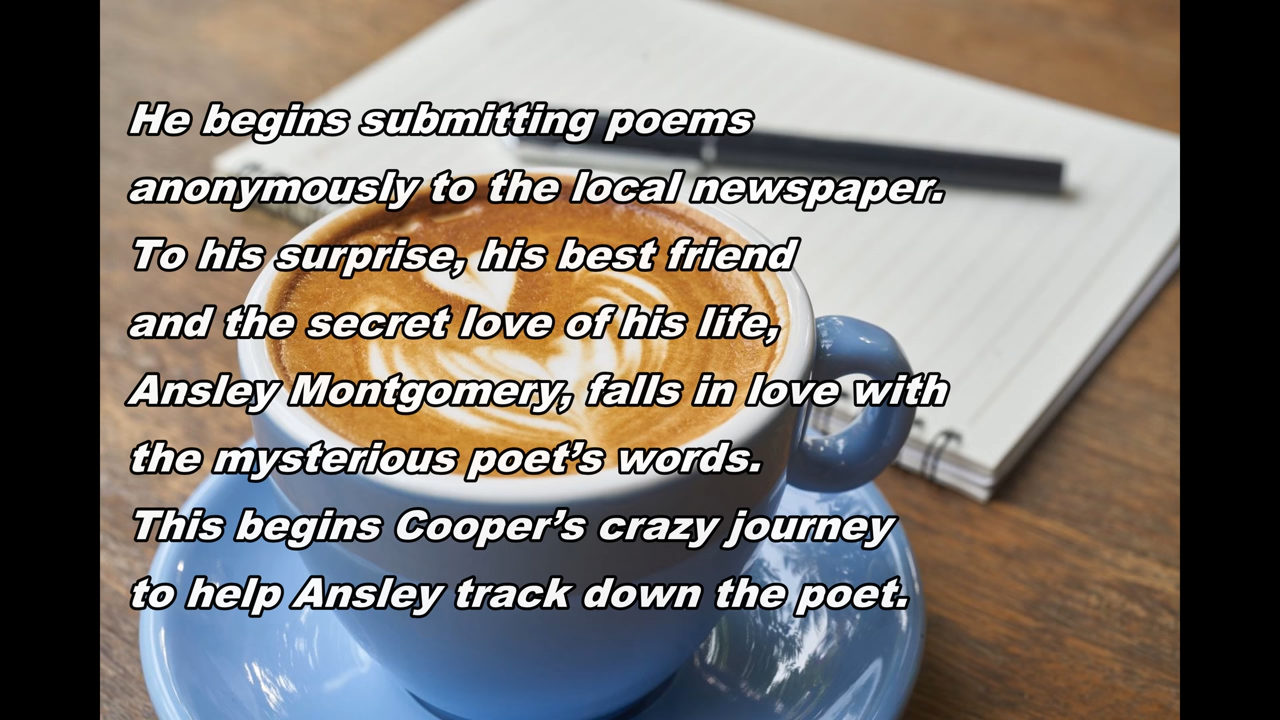 He begins submitting poems
anonymously to the local newspaper.
To his surprise, his best friend
and the secret love of his life,
Ansley Montgomery, falls in love with
the mysterious poet’s words.
This begins Cooper’s crazy journey
to help Ansley track down the poet.